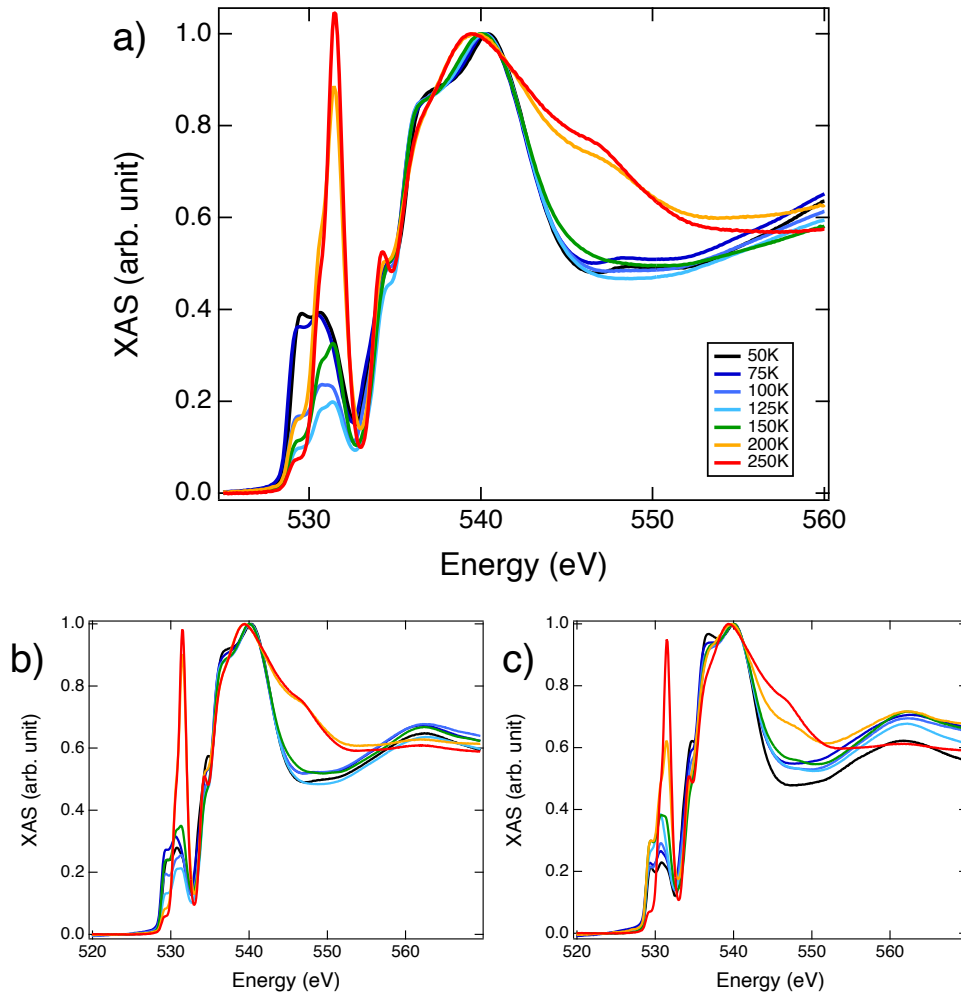 a)
XAS (arb. unit)
1.0
0.8
0.6
0.4
0.2
0.0
50K
75K
100K
125K
150K
200K
250K
530 540 550 560
Energy (eV)
b)
XAS (arb. unit)
1.0
0.8
0.6
0.4
0.2
0.0
520 530 540 550 560
Energy (eV)
c)
XAS (arb. unit)
1.0
0.8
0.6
0.4
0.2
0.0
520 530 540 550 560
Energy (eV)